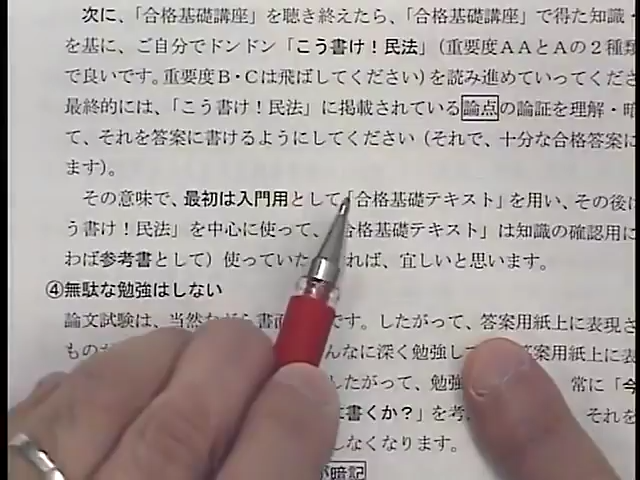 次に、「合格基礎講座」を聴き終えたら、「合格基礎講座」で得た知識
を基に、ご自分でドンドン「こう書け！民法」(重要度ＡＡとＡの２種類
で良いです。重要度Ｂ・Ｃは飛ばしてください)を読み進めていってくださ
最終的には、「こう書け！民法」に掲載されている論点の論証を理解・暗
て、それを答案に書けるようにしてください（それで、十分な合格答案に
ます）。
その意味で、最初は入門用として「合格基礎テキスト」を用い、その後に
う書け！民法」を中心に使って、 合格基礎テキスト」は知識の確認用に
わば参考書として）使っていた れば、宜しいと思います。
④無駄な勉強はしない
論文試験は、当然ながら書面 です。したがって、答案用紙上に表現さ
もの んなに深く勉強して 答案用紙上に表
したがって、勉強 常に「今
書くか？」を考 それを
しなくなります。
が暗記